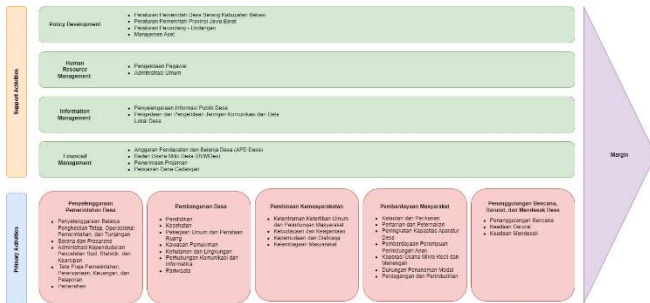 Support Activities
Policy Development
Peraturan Pemerintah Desa Serang Kabupaten Bekasi
Peraturan Pemerintah Provinsi Jawa Barat
Peraturan Perundang - Undangan
Manajemen Aset
Human
Resource
Management
Pengelolaan Pegawai
Administrasi Umum
Information
Management
Penyelenggaraan Informasi Publik Desa
Pengadaan dan Pengelolaan Jaringan Komunikasi dan Data
Lokal Desa
Financial
Management
Anggaran Pendapatan dan Belanja Desa (APB Desa)
Badan Usaha Milik Desa (BUMDes)
Penerimaan Pinjaman
Pencairan Dana Cadangan
Margin
Primary Activities
Penyelenggaraan
Pemerintahan Desa
Penyelenggaraan Belanja
Penghasilan Tetap, Operasional
Pemerintahan, dan Tunjangan
Sarana dan Prasarana
Administrasi Kependudukan
Pencatatan Sipil, Statistik, dan
Kearsipan
Tata Praja Pemerintahan,
Perencanaan, Keuangan, dan
Pelaporan
Pertanahan
Pembangunan Desa
Pendidikan
Kesehatan
Pekerjaan Umum dan Penataan
Ruang
Kawasan Pemukiman
Kehutanan dan Lingkungan
Perhubungan Komunikasi dan
Informatika
Pariwisata
Pembinaan Kemasyarakatan
Ketentraman Ketertiban Umum
dan Pelindungan Masyarakat
Kebudayaan dan Keagamaan
Kepemudaan dan Olahraga
Kelembagaan Masyarakat
Pemberdayaan Masyarakat
Kelautan dan Perikanan
Pertanian dan Peternakan
Peningkatan Kapasitas Aparatur
Desa
Pemberdayaan Perempuan
Perlindungan Anak
Koperasi Usaha Mikro Kecil dan
Menengah
Dukungan Penanaman Modal
Perdagangan dan Perindustrian
Penanggulangan Bencana,
Darurat, dan Mendesak Desa
Penanggulangan Bencana
Keadaan Darurat
Keadaan Mendesak